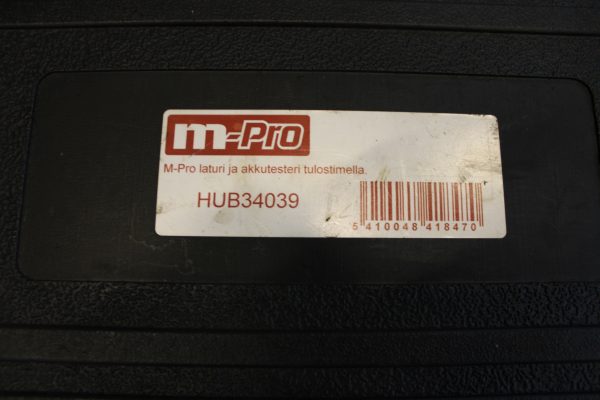 m-Pro
M-Pro laturi ja akkutesteri tulostimella.
HUB34039
5 410048 418470